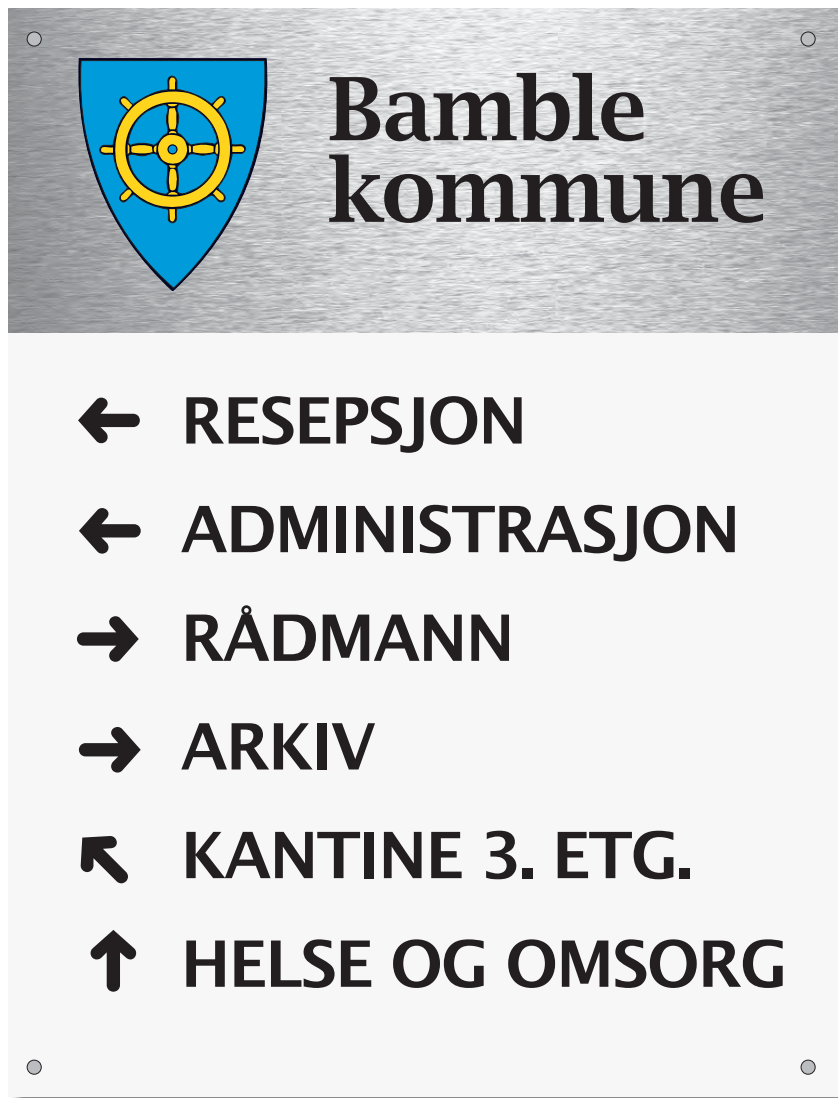 Bamble
kommune
← RESEPSJON
← ADMINISTRASJON
→ RÅDMANN
→ ARKIV
↖ KANTINE 3. ETG.
↑ HELSE OG OMSORG